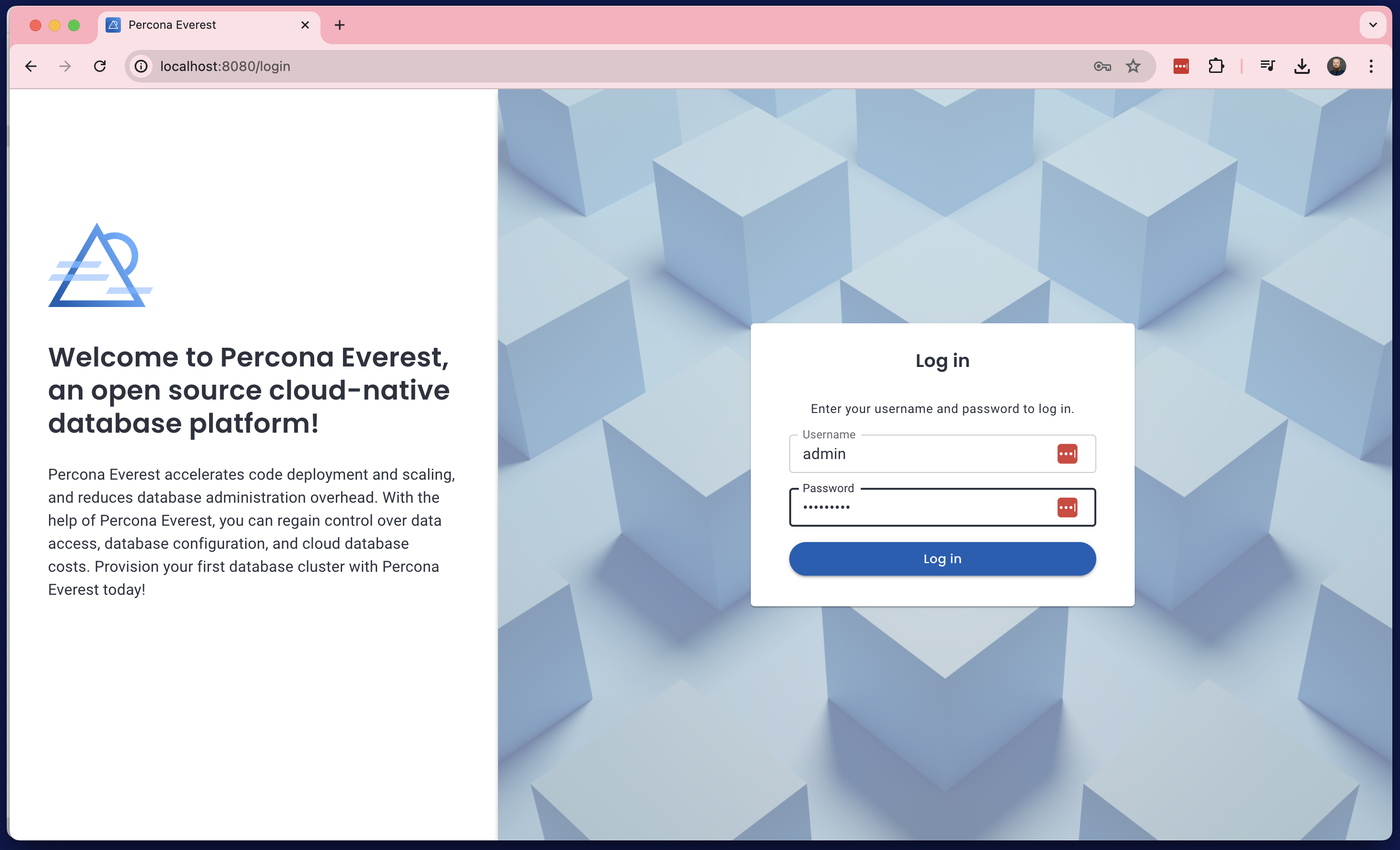 Percona Everest
localhost:8080/login
Welcome to Percona Everest,
an open source cloud-native
database platform!
Percona Everest accelerates code deployment and scaling,
and reduces database administration overhead. With the
help of Percona Everest, you can regain control over data
access, database configuration, and cloud database
costs. Provision your first database cluster with Percona
Everest today!
Log in
Enter your username and password to log in.
Username
admin
Password
•••••••••
Log in